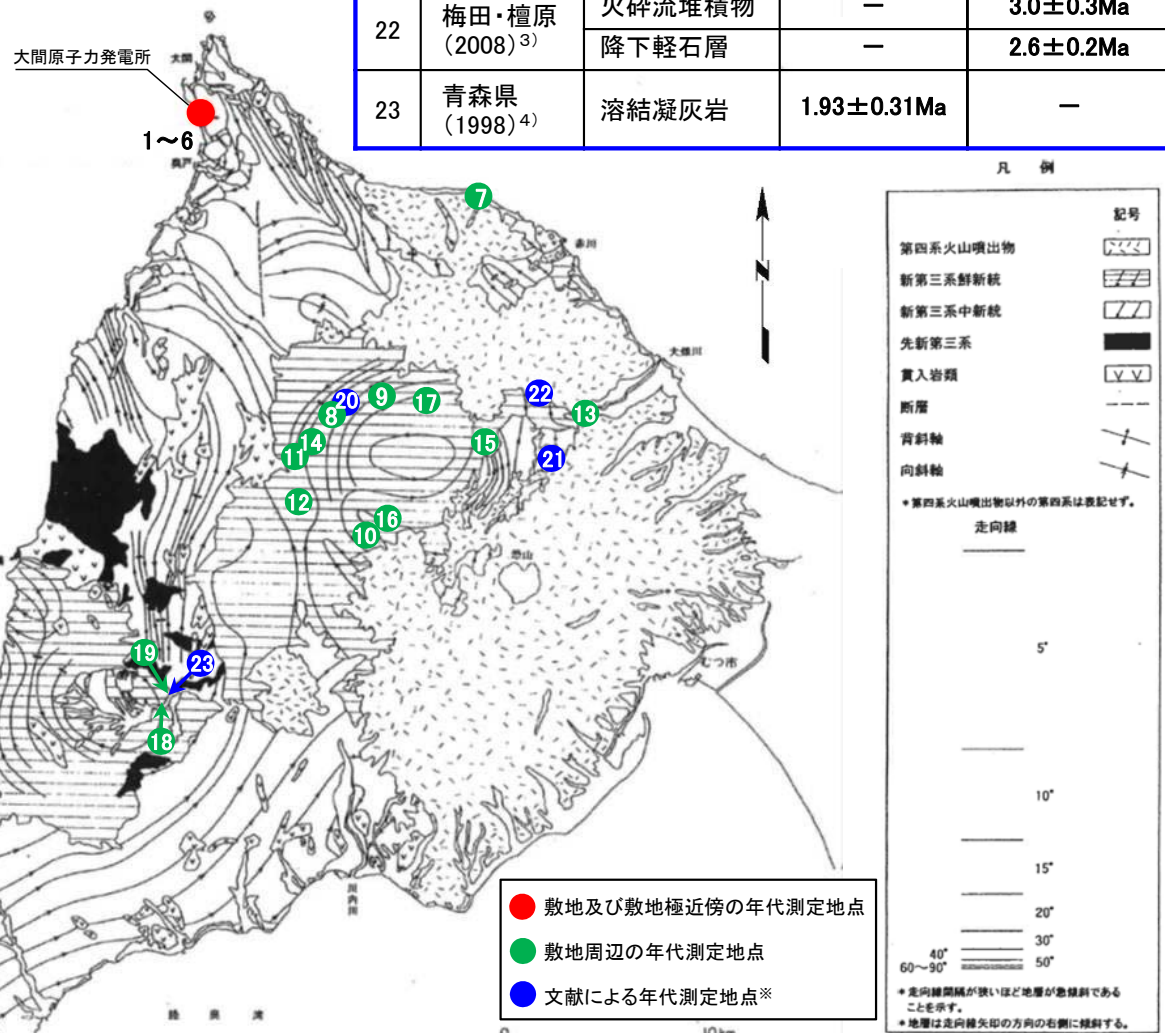 22
梅田・檀原
(2008)3)
火砕流堆積物
－
3.0±0.3Ma
降下軽石層
－
2.6±0.2Ma
23
青森県
(1998)4)
溶結凝灰岩
1.93±0.31Ma
－
大間原子力発電所
大間
1～6
奥戸
7
赤川
N
大畑川
22
20
9
17
8
13
14
15
11
21
12
16
10
恐山
19
23
むつ市
18
川内川
陸奥湾
0
10km
凡例
記号
第四系火山噴出物
新第三系鮮新統
新第三系中新統
先新第三系
貫入岩類
断層
背斜軸
向斜軸
*第四系火山噴出物以外の第四系は表記せず。
走向線
5°
10°
15°
20°
30°
40°
50°
60～90°
*走向線間隔が狭いほど地層が急傾斜である
ことを示す。
*地層は走向線矢印の方向の右側に傾斜する。
敷地及び敷地極近傍の年代測定地点
敷地周辺の年代測定地点
文献による年代測定地点※